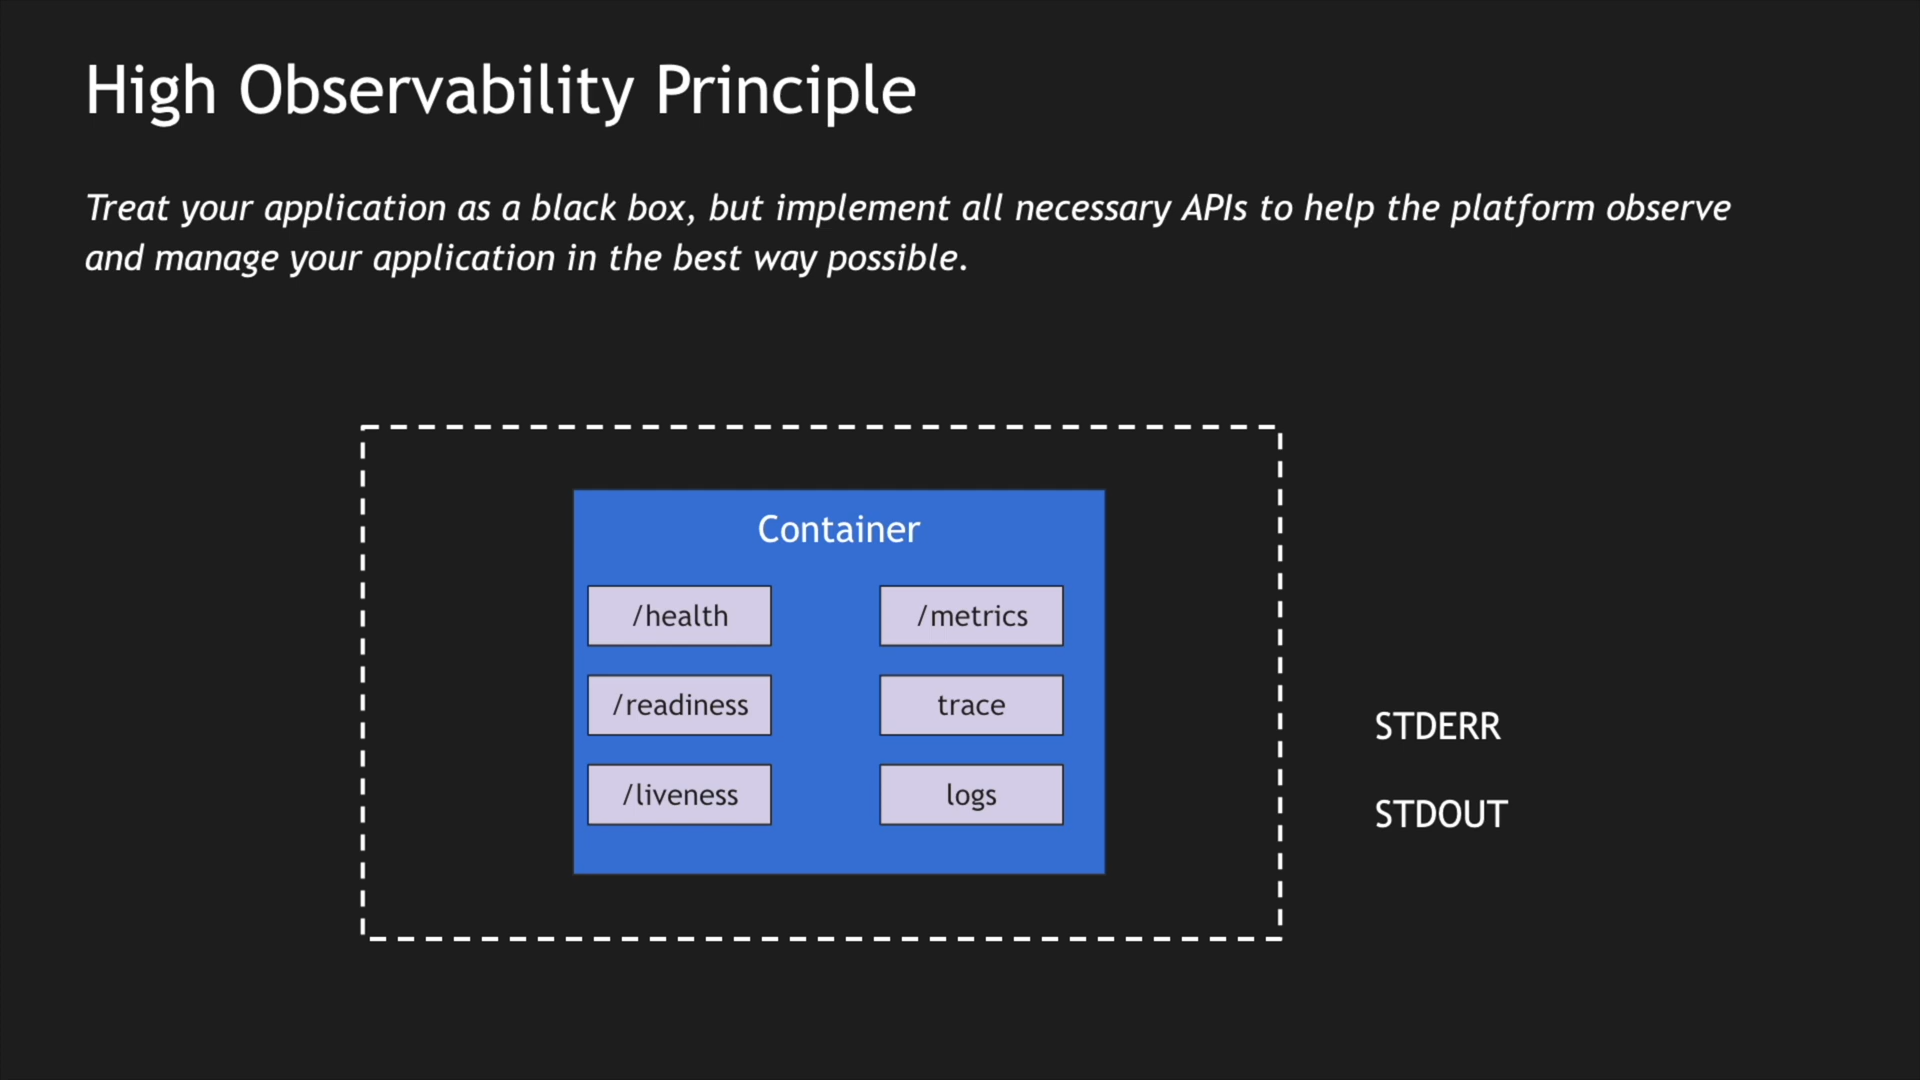 High Observability Principle
Treat your application as a black box, but implement all necessary APIs to help the platform observe
and manage your application in the best way possible.
Container
/health
/metrics
/readiness
trace
/liveness
logs
STDERR
STDOUT